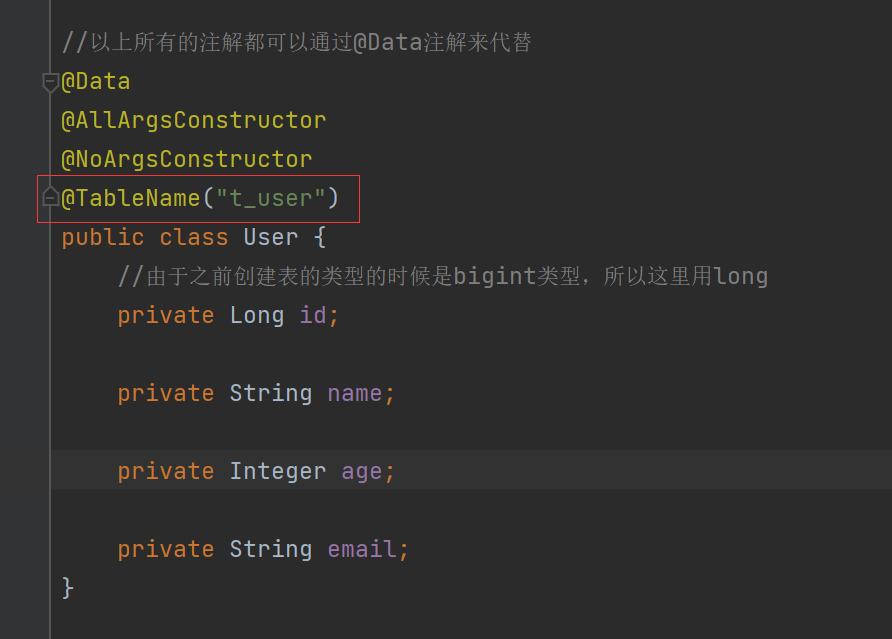 //以上所有的注解都可以通过@Data注解来代替
@Data
@AllArgsConstructor
@NoArgsConstructor
@TableName("t_user")
public class User {
//由于之前创建表的类型的时候是bigint类型，所以这里用long
private Long id;
private String name;
private Integer age;
private String email;
}